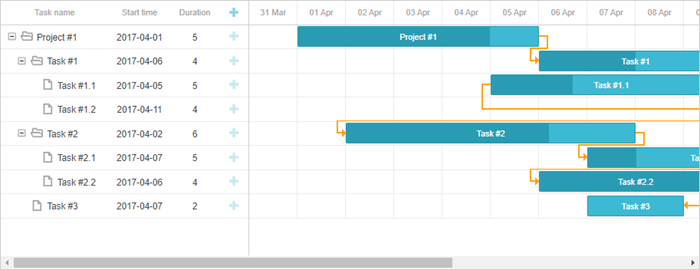 Task name Start time Duration 31 Mar 01 Apr 02 Apr 03 Apr 04 Apr 05 Apr 06 Apr 07 Apr 08 Apr
Project #1 2017-04-01 5 Project #1
Task #1 2017-04-06 4 Task #1
Task #1.1 2017-04-05 5 Task #1.1
Task #1.2 2017-04-11 4
Task #2 2017-04-02 6 Task #2
Task #2.1 2017-04-07 5 Ta
Task #2.2 2017-04-06 4 Task #2.2
Task #3 2017-04-07 2 Task #3